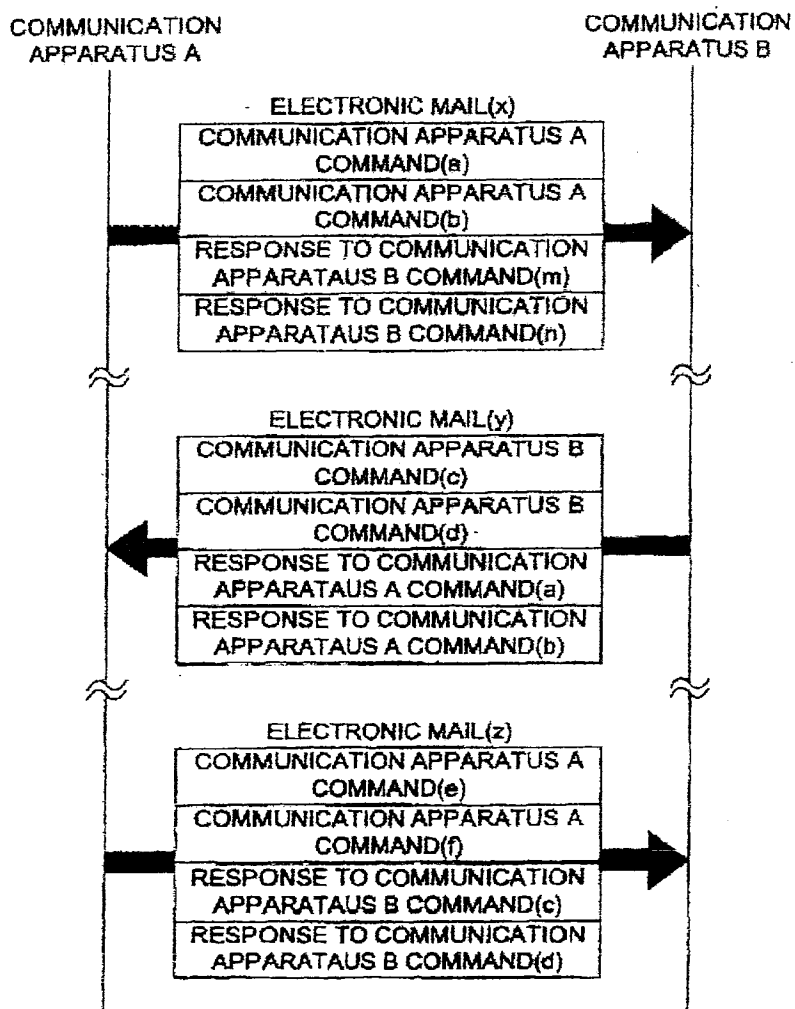 COMMUNICATION
APPARATUS A
COMMUNICATION
APPARATUS B
ELECTRONIC MAIL(x)
COMMUNICATION APPARATUS A
COMMAND(a)
COMMUNICATION APPARATUS A
COMMAND(b)
RESPONSE TO COMMUNICATION
APPARATAUS B COMMAND(m)
RESPONSE TO COMMUNICATION
APPARATAUS B COMMAND(n)
ELECTRONIC MAIL(y)
COMMUNICATION APPARATUS B
COMMAND(c)
COMMUNICATION APPARATUS B
COMMAND(d)
RESPONSE TO COMMUNICATION
APPARATAUS A COMMAND(a)
RESPONSE TO COMMUNICATION
APPARATAUS A COMMAND(b)
ELECTRONIC MAIL(z)
COMMUNICATION APPARATUS A
COMMAND(e)
COMMUNICATION APPARATUS A
COMMAND(f)
RESPONSE TO COMMUNICATION
APPARATAUS B COMMAND(c)
RESPONSE TO COMMUNICATION
APPARATAUS B COMMAND(d)